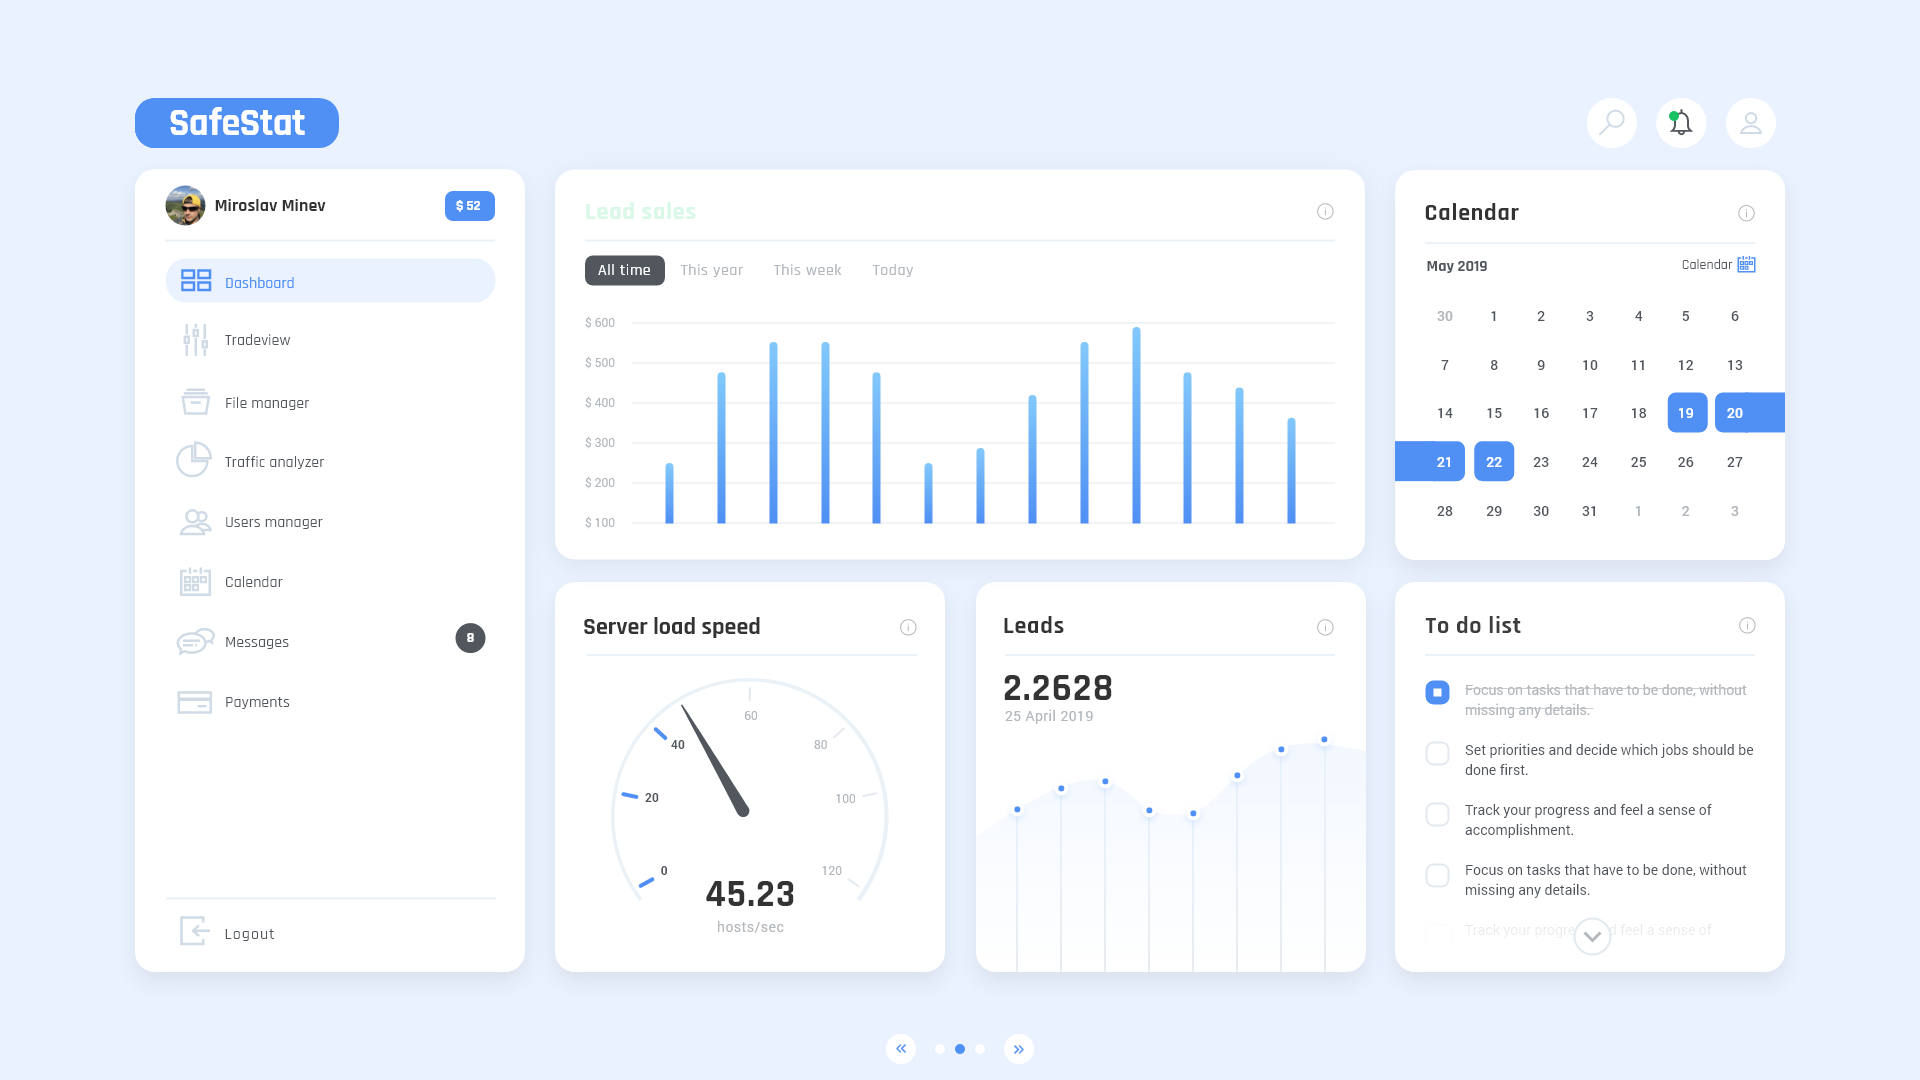 SafeStat
Miroslav Minev
$ 52
Dashboard
Tradeview
File manager
Traffic analyzer
Users manager
Calendar
Messages
8
Payments
Logout
Lead sales
All time
This year
This week
Today
$ 600
$ 500
$ 400
$ 300
$ 200
$ 100
Calendar
May 2019
Calendar
30 1 2 3 4 5 6
7 8 9 10 11 12 13
14 15 16 17 18 19 20
21 22 23 24 25 26 27
28 29 30 31 1 2 3
Server load speed
0
20
40
60
80
100
120
45.23
hosts/sec
Leads
2.2628
25 April 2019
To do list
Focus on tasks that have to be done, without
missing any details.
Set priorities and decide which jobs should be
done first.
Track your progress and feel a sense of
accomplishment.
Focus on tasks that have to be done, without
missing any details.
Track your feel a sense of